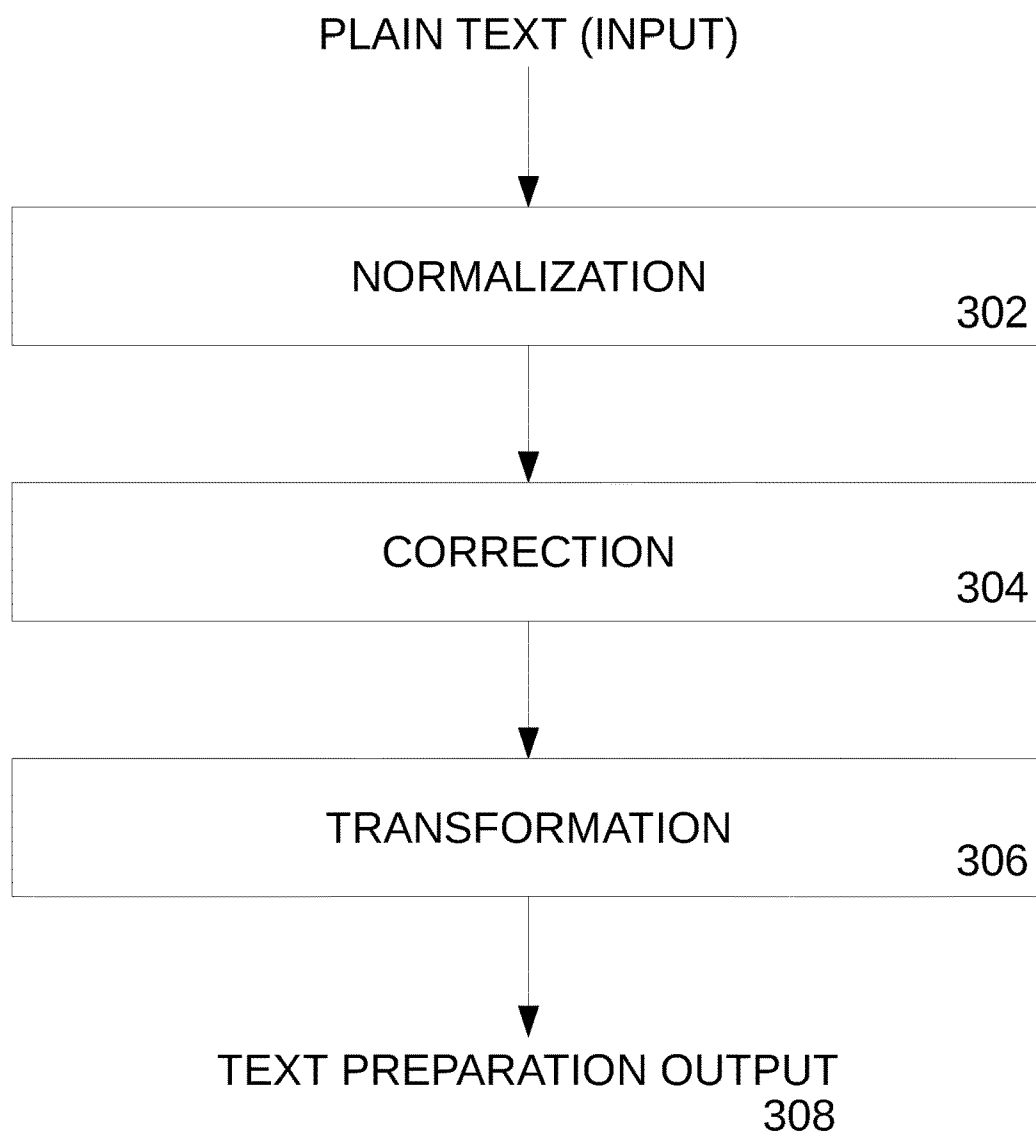 PLAIN TEXT (INPUT)
NORMALIZATION
302
CORRECTION
304
TRANSFORMATION
306
TEXT PREPARATION OUTPUT
308